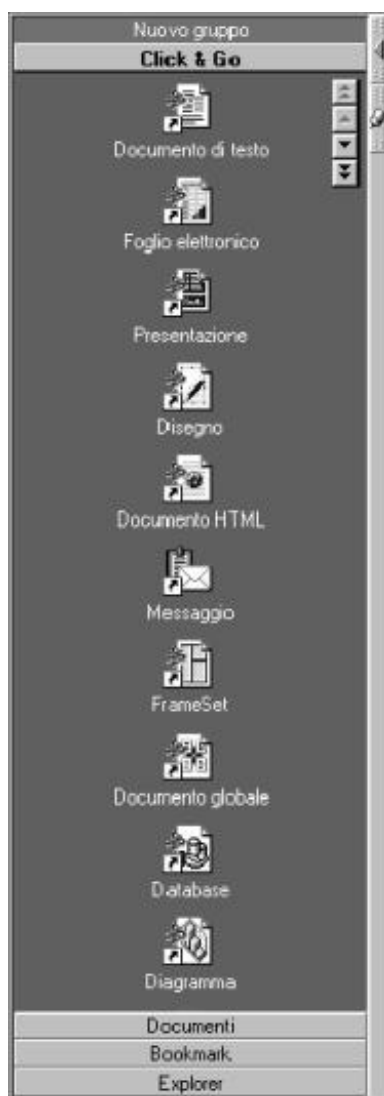 Nuovo gruppo
Click & Go
Documento di testo
Foglio elettronico
Presentazione
Disegno
Documento HTML
Messaggio
FrameSet
Documento globale
Database
Diagramma
Documenti
Bookmark
Explorer